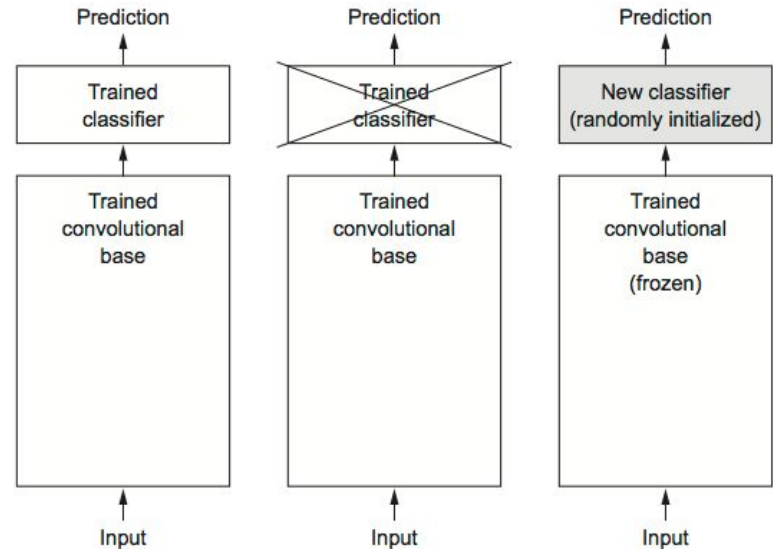 Prediction
Trained
classifier
Trained
convolutional
base
Input
Prediction
Trained
classifier
Trained
convolutional
base
Input
Prediction
New classifier
(randomly initialized)
Trained
convolutional
base
(frozen)
Input